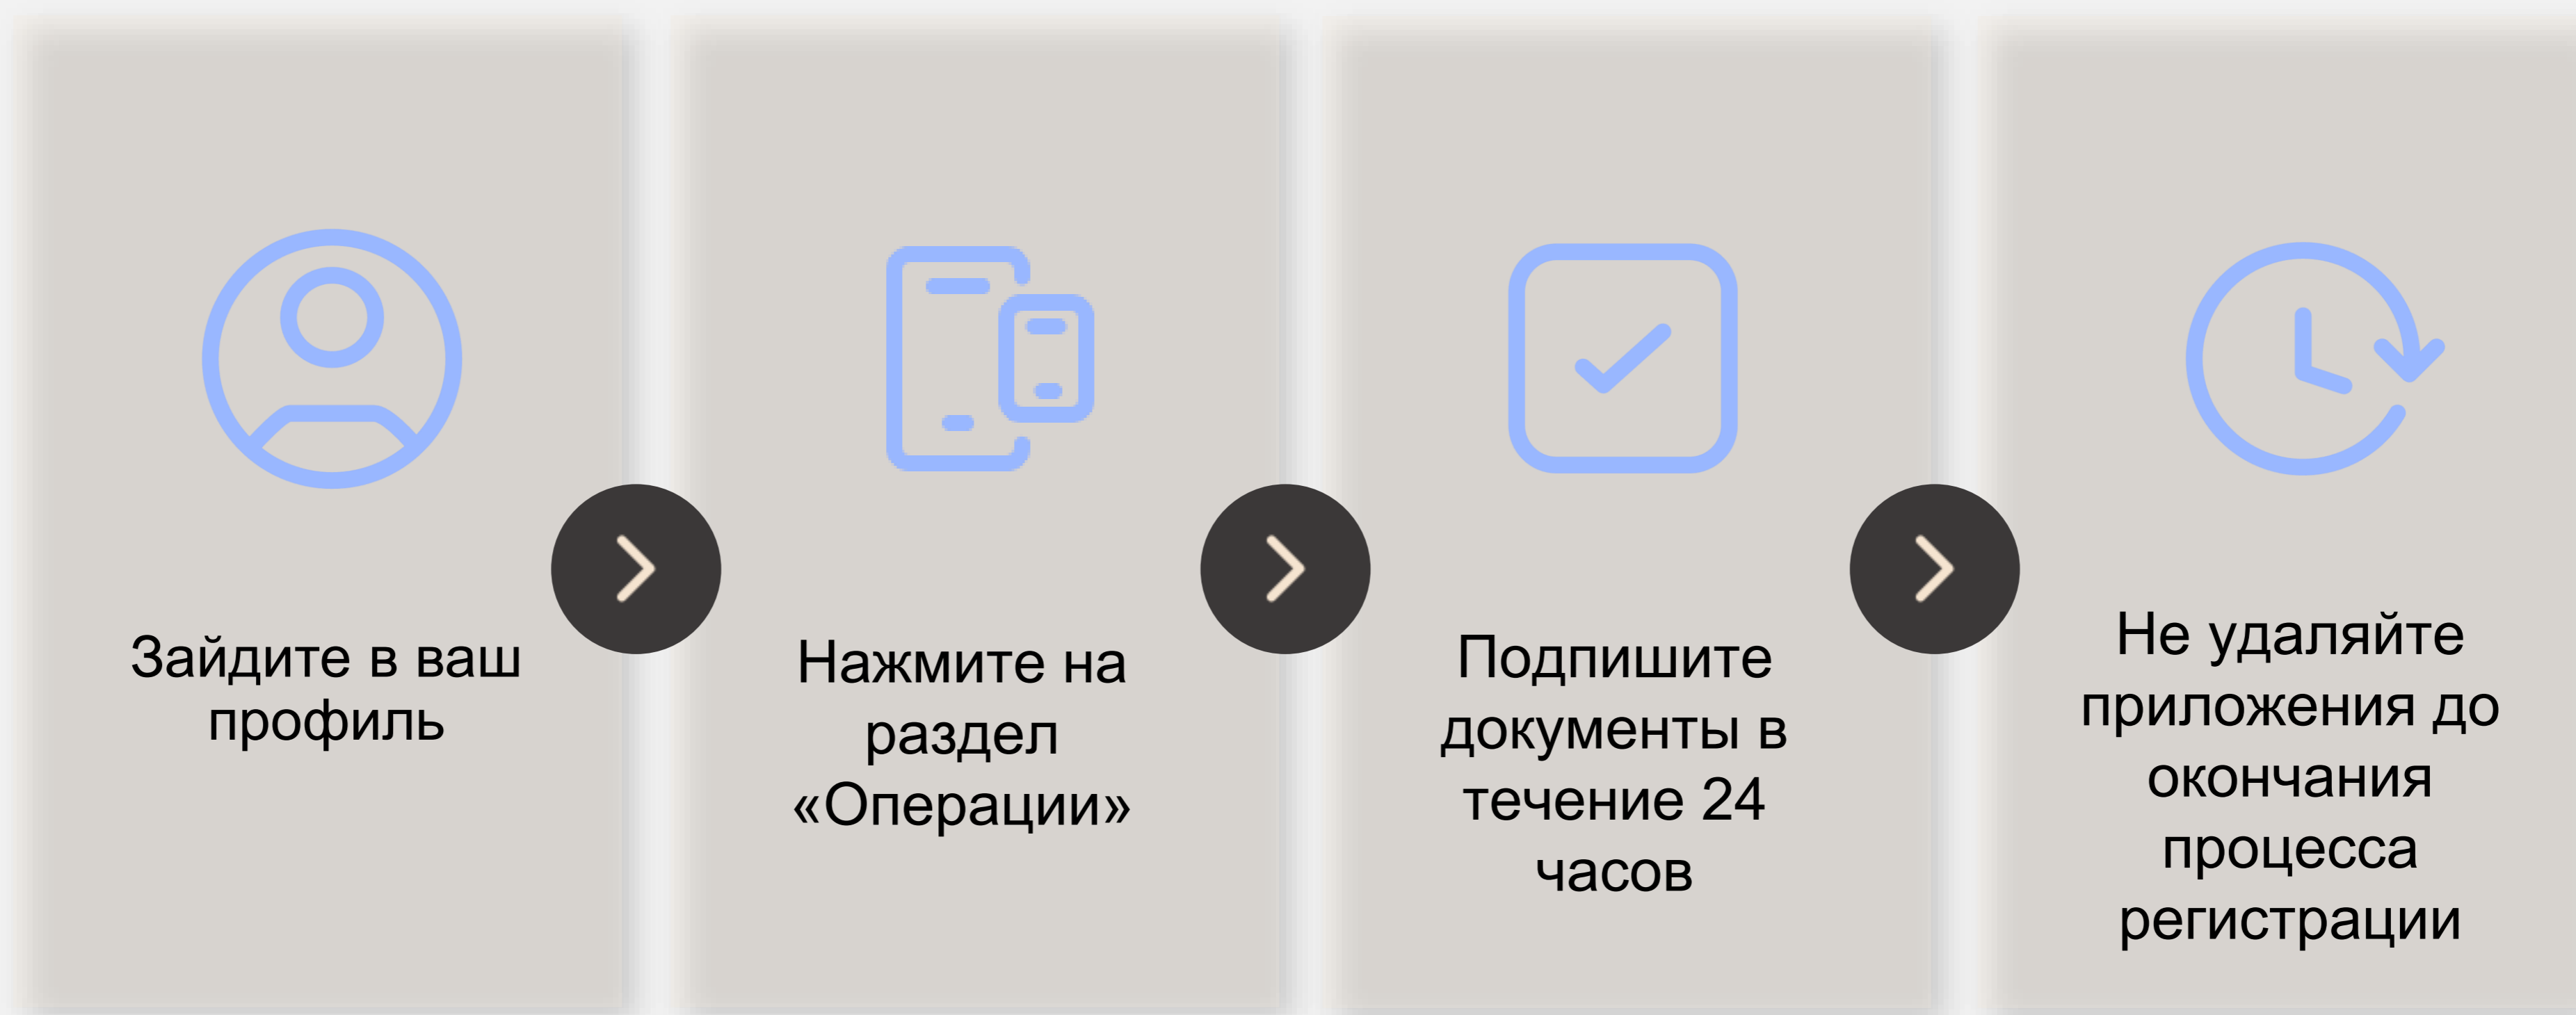 Зайдите в ваш
профиль
Нажмите на
раздел
«Операции»
Подпишите
документы в
течение 24
часов
Не удаляйте
приложения до
окончания
процесса
регистрации